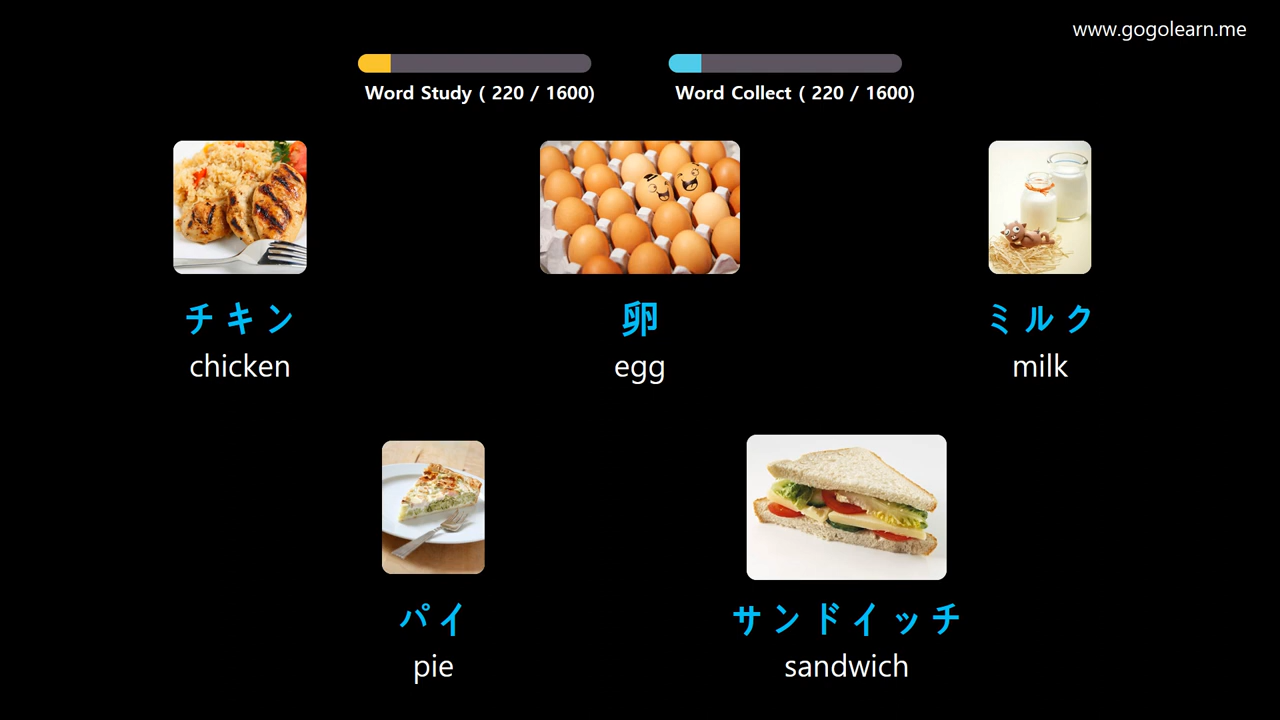 www.gogolearn.me
Word Study ( 220 / 1600)
Word Collect ( 220 / 1600)
チキン
chicken
卵
egg
ミルク
milk
パイ
pie
サンドイッチ
sandwich